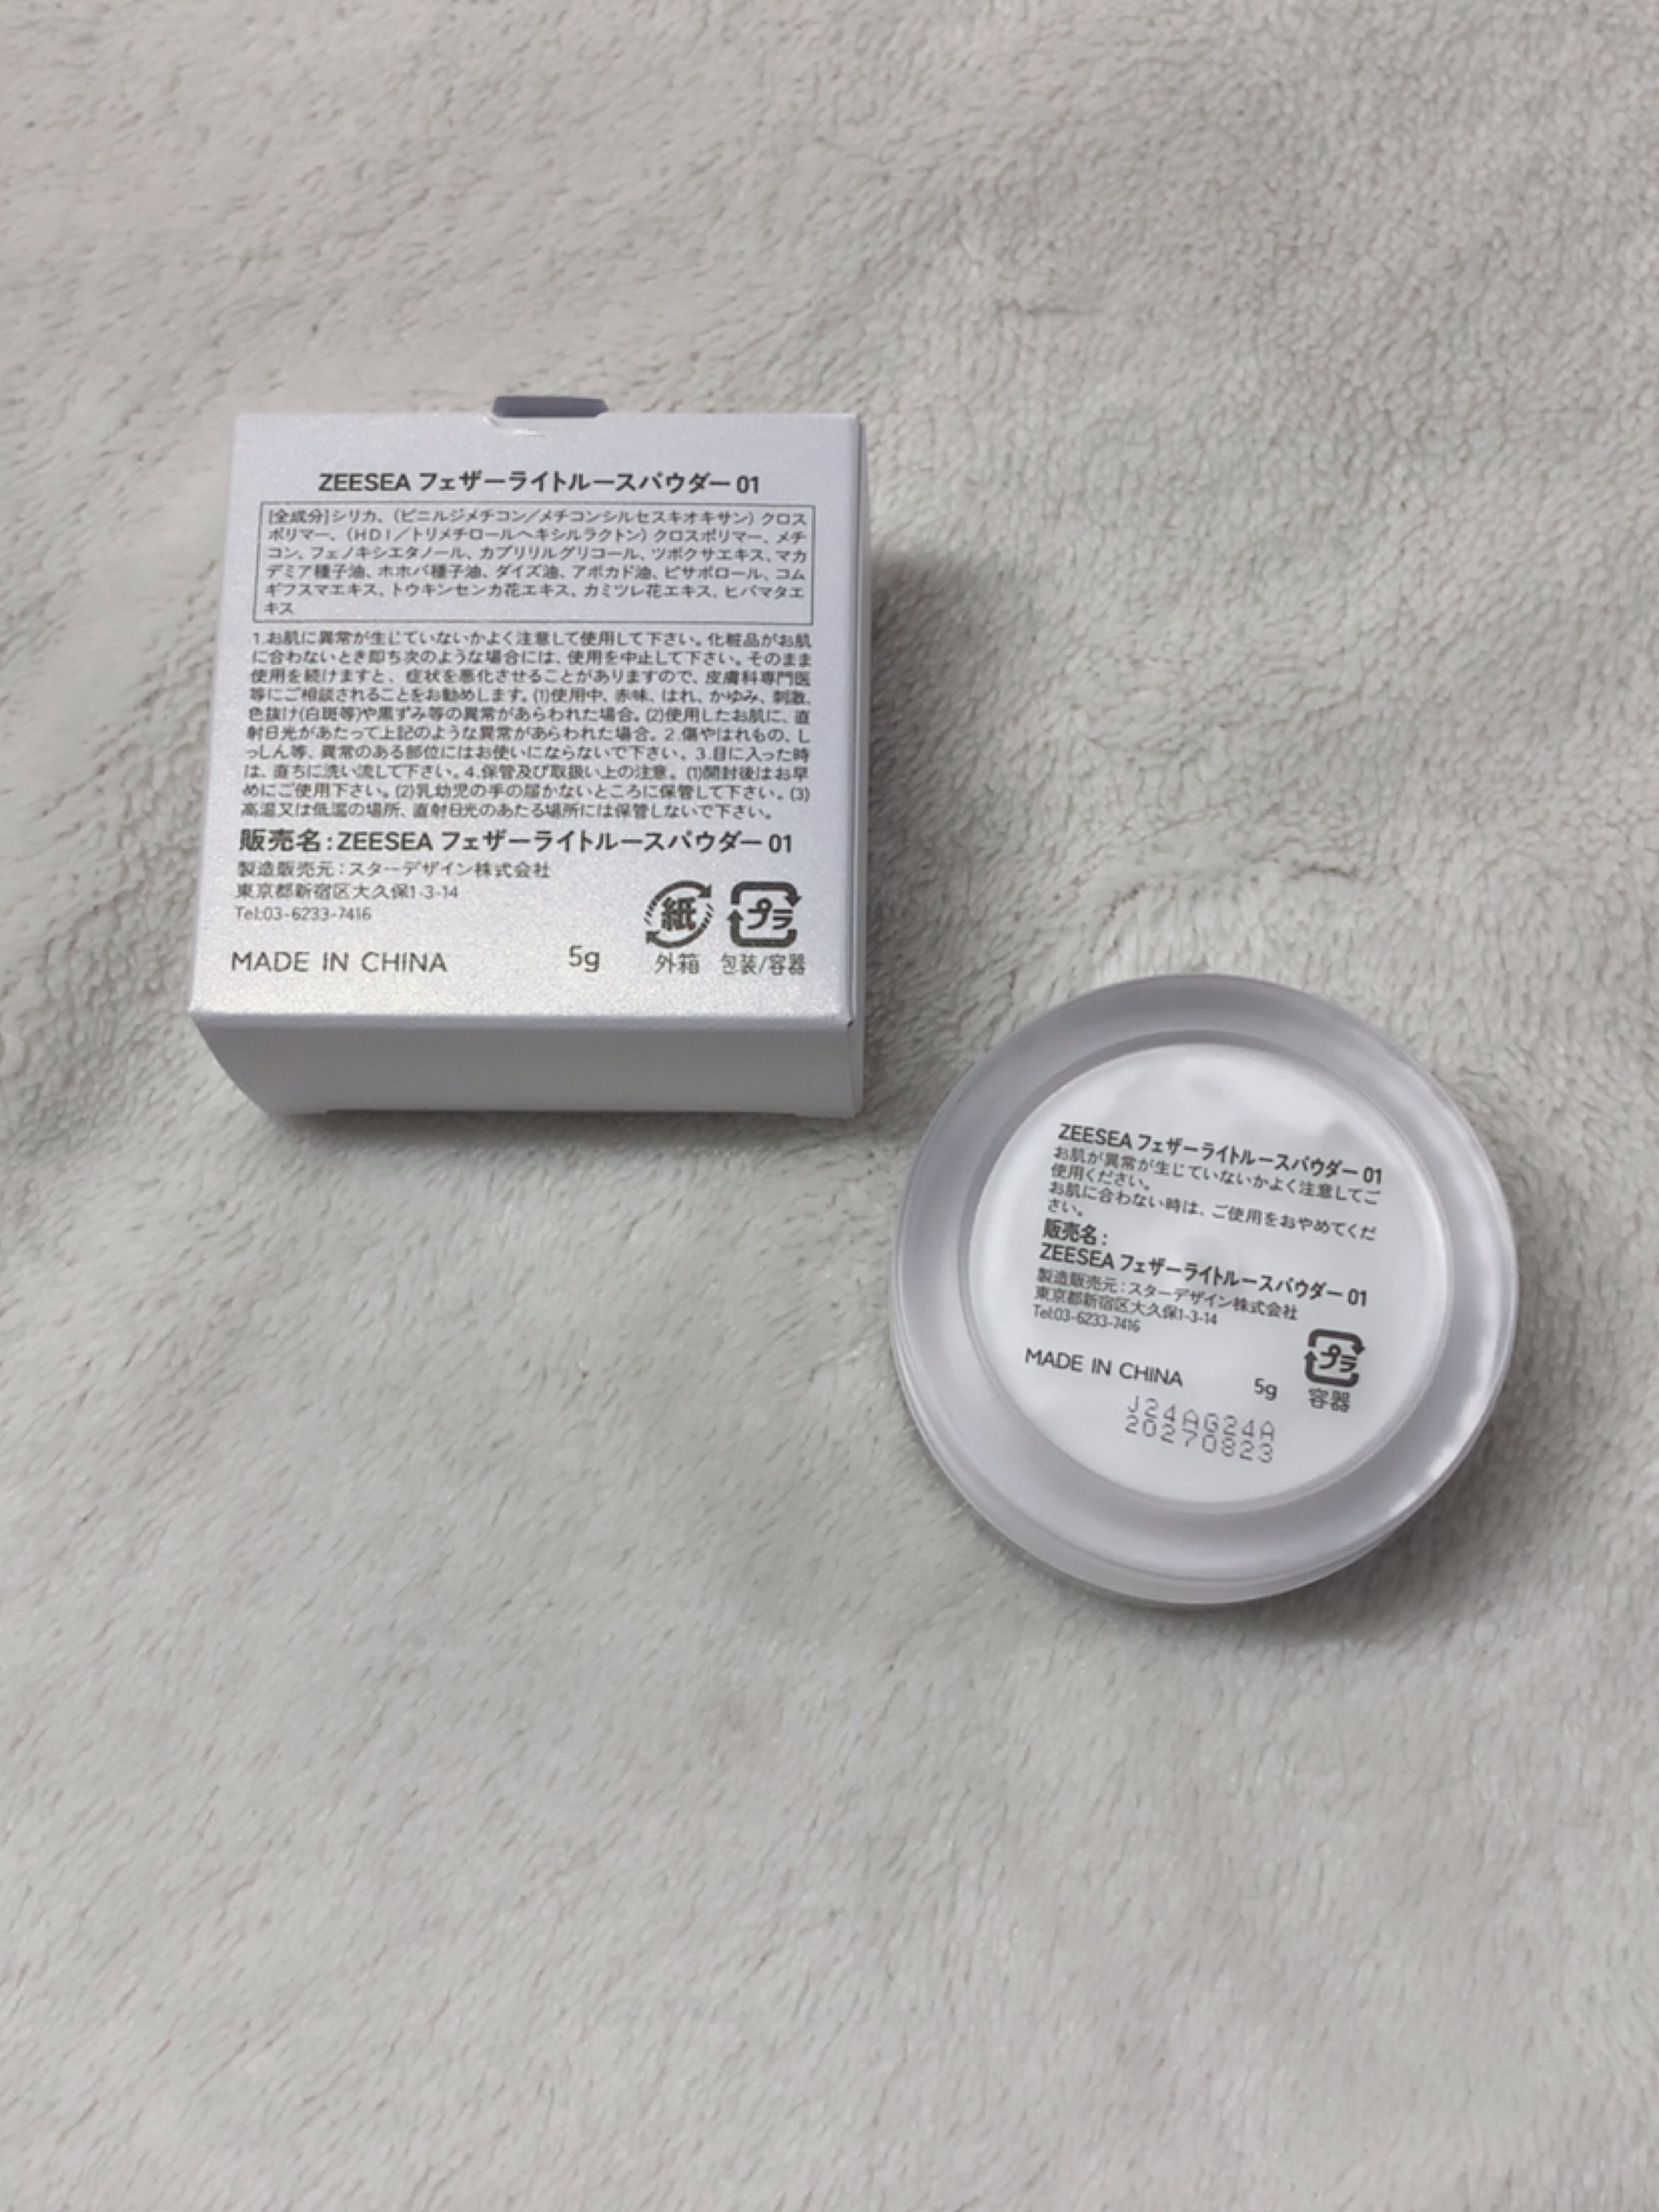 ZEESEA フェザーライトルースパウダー 01
[全成分]シリカ、(ビニルジメチコン/メチコンシルセスキオキサン) クロス
ポリマー、(HDI/トリメチロールヘキシルラクトン) クロスポリマー、メチ
コン、フェノキシエタノール、カプリリルグリコール、ツボクサエキス、マカ
デミア種子油、ホホバ種子油、ダイズ油、アボカド油、ビサボロール、コム
ギフスマエキス、トウキンセンカ花エキス、カミツレ花エキス、ヒバマタエ
キス
1.お肌に異常が生じていないかよく注意して使用して下さい。化粧品がお肌
に合わないとき即ち次のような場合には、使用を中止して下さい。そのまま
使用を続けますと、症状を悪化させることがありますので、皮膚科専門医
等にご相談されることをお勧めします。(1)使用中、赤味、はれ、かゆみ、刺激、
色抜け(白斑等)や黒ずみ等の異常があらわれた場合。(2)使用したお肌に、直
射日光があたって上記のような異常があらわれた場合。2.傷やはれもの、し
っしん等、異常のある部位にはお使いにならないで下さい。3.目に入った時
は、直ちに洗い流して下さい。4.保管及び取扱い上の注意。(1)開封後はお早
めにご使用下さい。(2)乳幼児の手の届かないところに保管して下さい。(3)
高温又は低温の場所、直射日光のあたる場所には保管しないで下さい。
販売名:ZEESEA フェザーライトルースパウダー 01
製造販売元:スターデザイン株式会社
東京都新宿区大久保1-3-14
Tel:03-6233-7416
紙 プラ
MADE IN CHINA 5g 外箱 包装/容器
ZEESEA フェザーライトルースパウダー 01
お肌が異常が生じていないかよく注意してご
使用ください。
お肌に合わない時は、ご使用をおやめてくだ
さい。
販売名:
ZEESEA フェザーライトルースパウダー 01
製造販売元:スターデザイン株式会社
東京都新宿区大久保1-3-14
Tel:03-6233-7416
プラ
MADE IN CHINA 5g 容器
J24AG24A
20270823